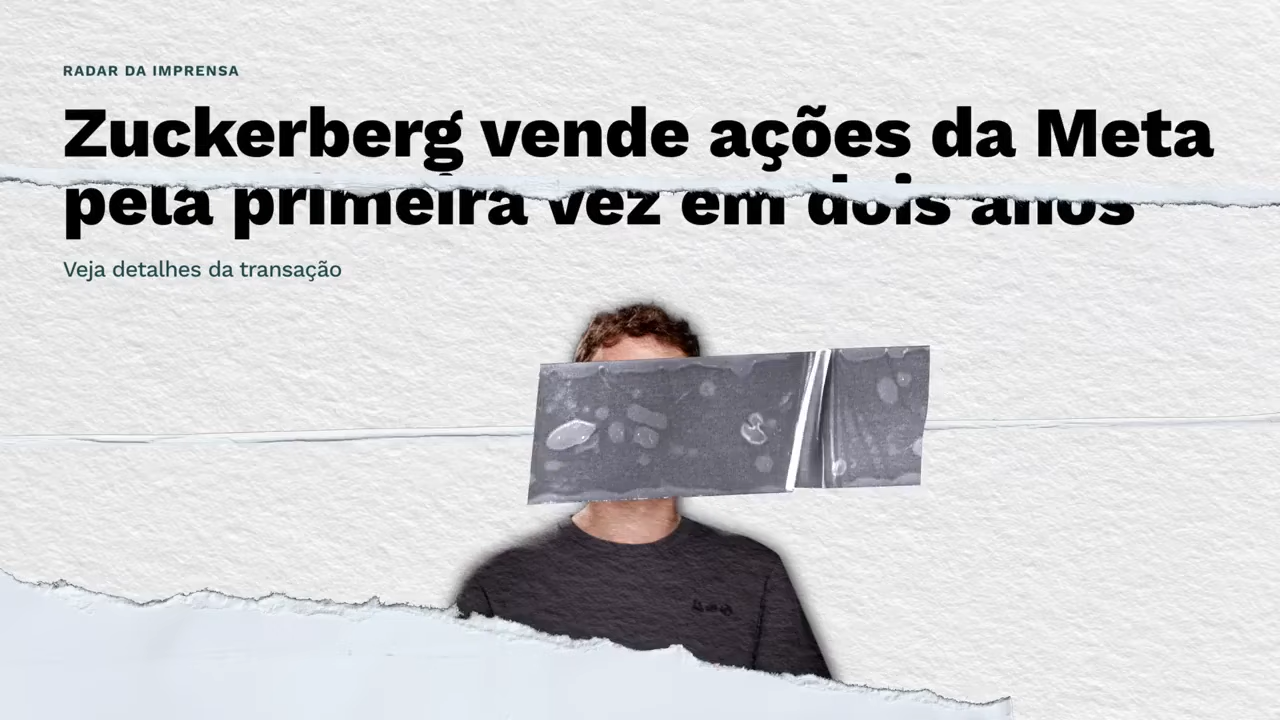 RADAR DA IMPRENSA
Zuckerberg vende ações da Meta
pela primeira vez em dois anos
Veja detalhes da transação